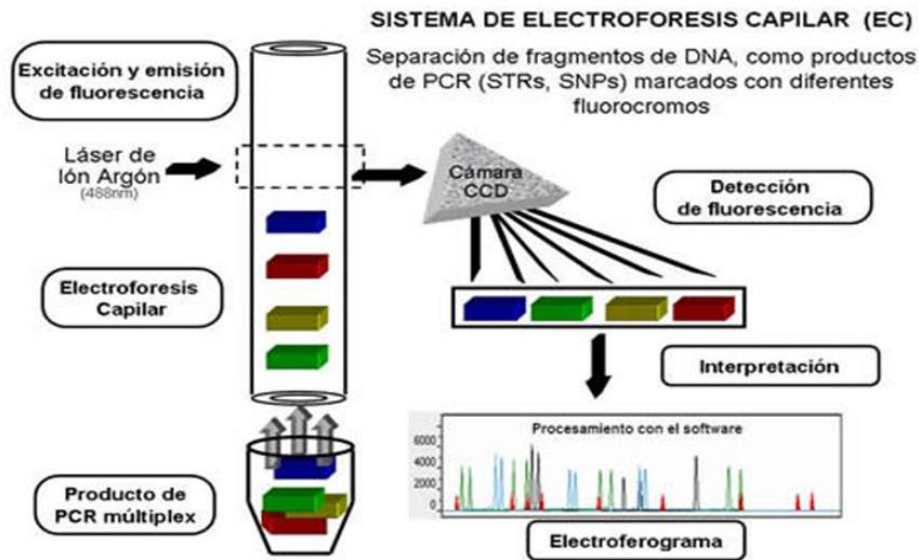 SISTEMA DE ELECTROFORESIS CAPILAR (EC)
Separación de fragmentos de DNA, como productos
de PCR (STRs, SNPs) marcados con diferentes
fluorocromos
Excitación y emisión
de fluorescencia
Láser de
Ión Argón
(488nm)
Cámara
CCD
Detección
de fluorescencia
Electroforesis
Capilar
Interpretación
Procesamiento con el software
6000
4000
2000
0
Producto de
PCR múltiplex
Electroferograma